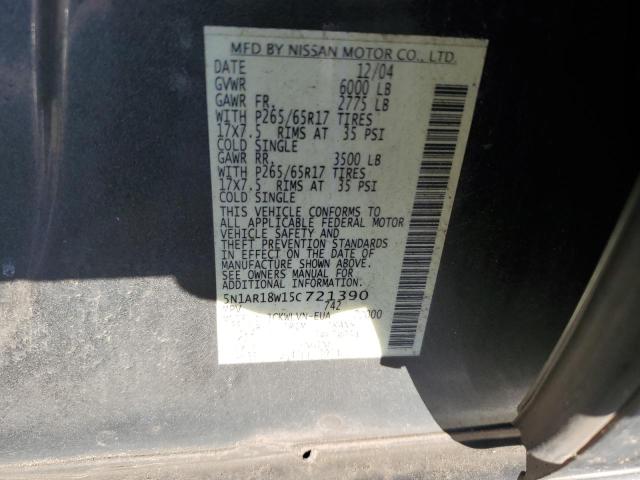 MFD BY NISSAN MOTOR CO., LTD.
DATE 12/04
GVWR 6000 LB
GAWR FR. 2775 LB
WITH P265/65R17 TIRES
17X7.5 RIMS AT 35 PSI
COLD SINGLE
GAWR RR. 3500 LB
WITH P265/65R17 TIRES
17X7.5 RIMS AT 35 PSI
COLD SINGLE
THIS VEHICLE CONFORMS TO
ALL APPLICABLE FEDERAL MOTOR
VEHICLE SAFETY AND
THEFT PREVENTION STANDARDS
IN EFFECT ON THE DATE OF
MANUFACTURE SHOWN ABOVE.
SEE OWNERS MANUAL FOR
ADDITIONAL INFORMATION
5N1AR18W15C721390
MPV 742